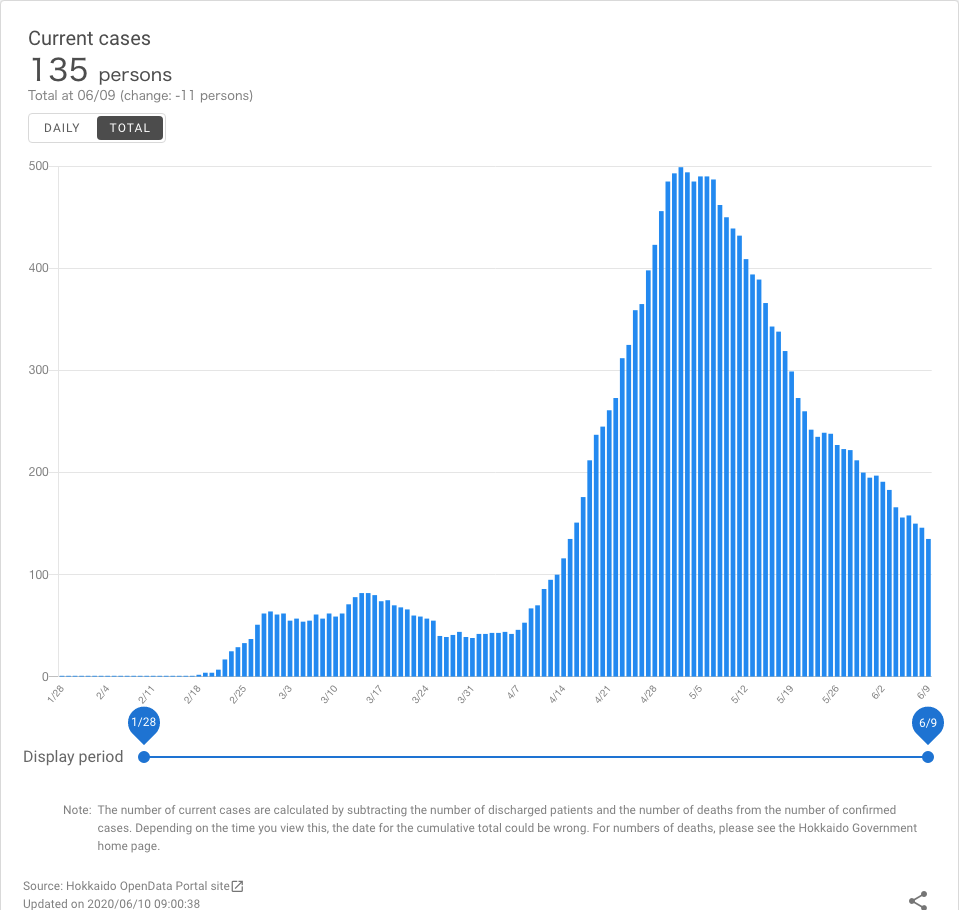 Current cases
135 persons
Total at 06/09 (change: -11 persons)
DAILY TOTAL
500
400
300
200
100
0
1/28 2/4 2/11 2/18 2/25 3/3 3/10 3/17 3/24 3/31 4/7 4/14 4/21 4/28 5/5 5/12 5/19 5/26 6/2 6/9
1/28 6/9
Display period
Note: The number of current cases are calculated by subtracting the number of discharged patients and the number of deaths from the number of confirmed
cases. Depending on the time you view this, the date for the cumulative total could be wrong. For numbers of deaths, please see the Hokkaido Government
home page.
Source: Hokkaido OpenData Portal site
Updated on 2020/06/10 09:00:38